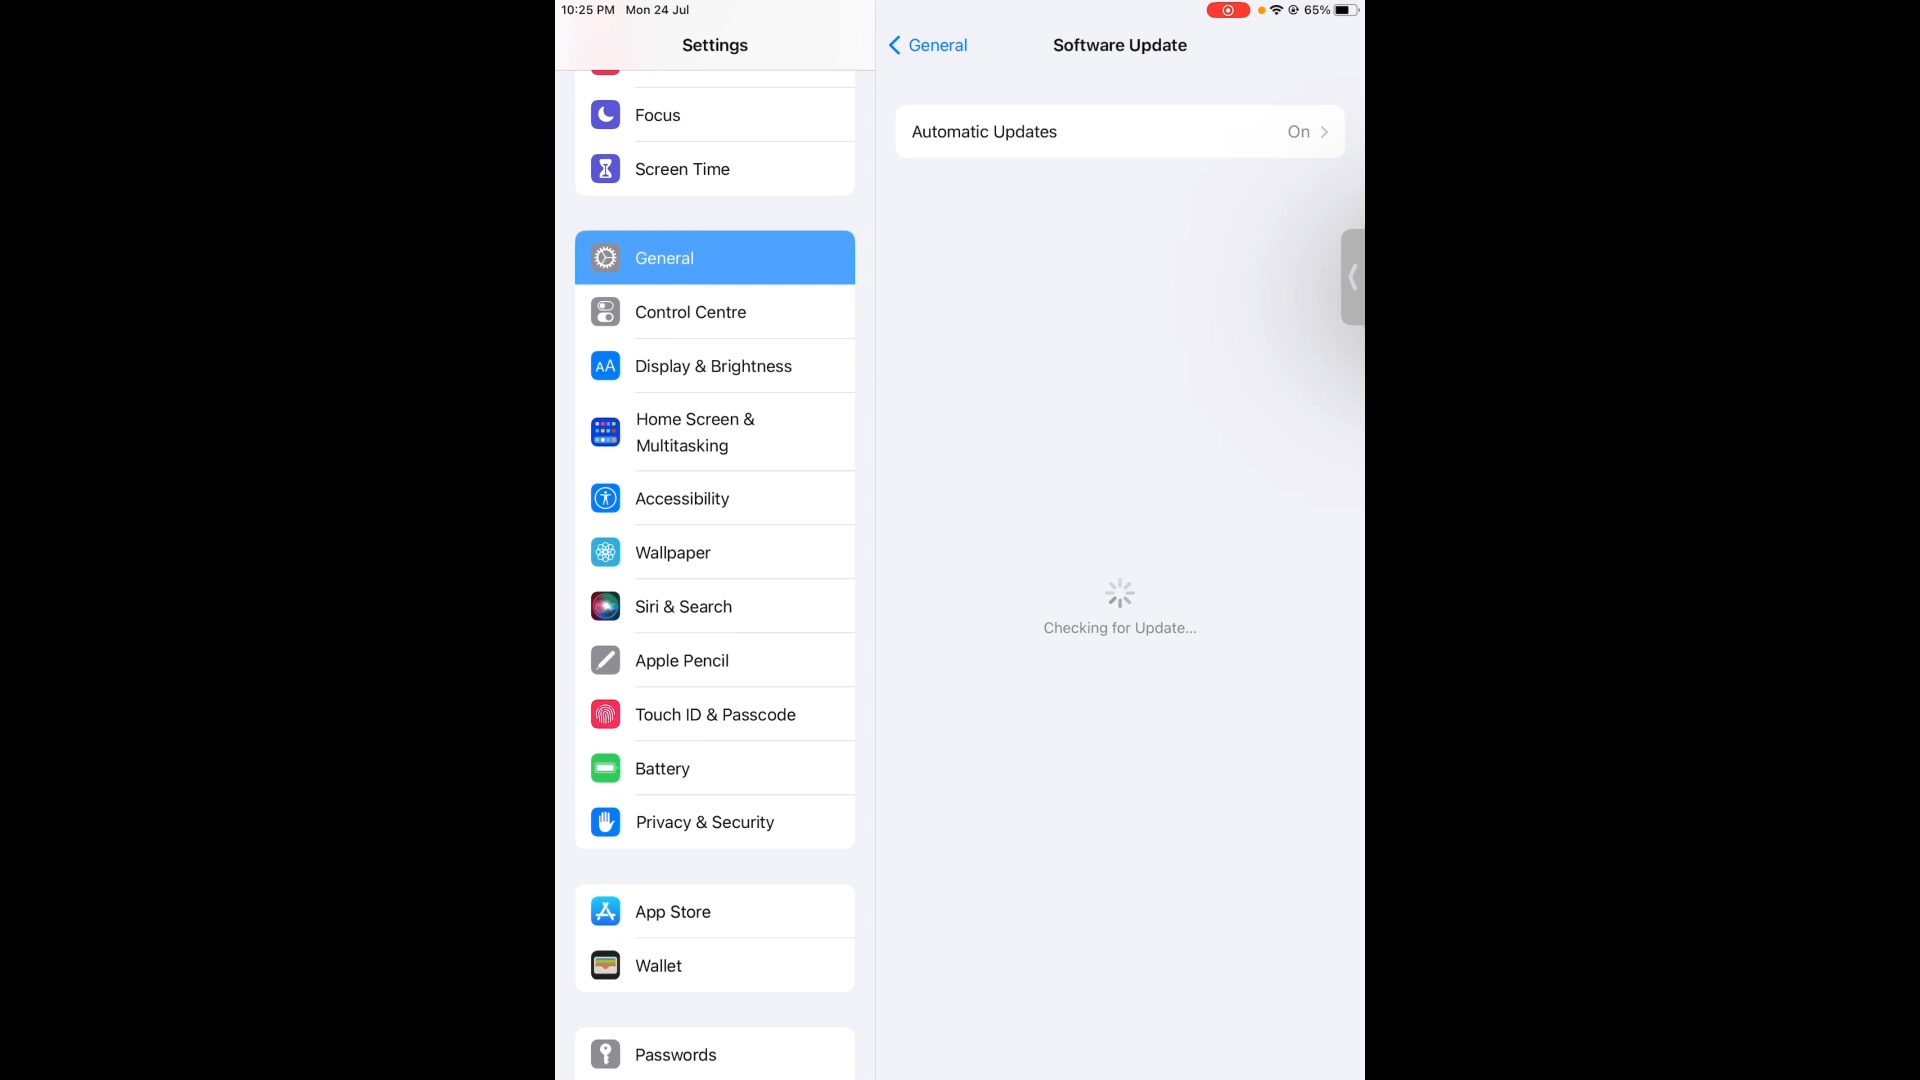 10:25 PM Mon 24 Jul
65%
Settings
Focus
Screen Time
General
Control Centre
AA Display & Brightness
Home Screen &
Multitasking
Accessibility
Wallpaper
Siri & Search
Apple Pencil
Touch ID & Passcode
Battery
Privacy & Security
App Store
Wallet
Passwords
General
Software Update
Automatic Updates On
Checking for Update...